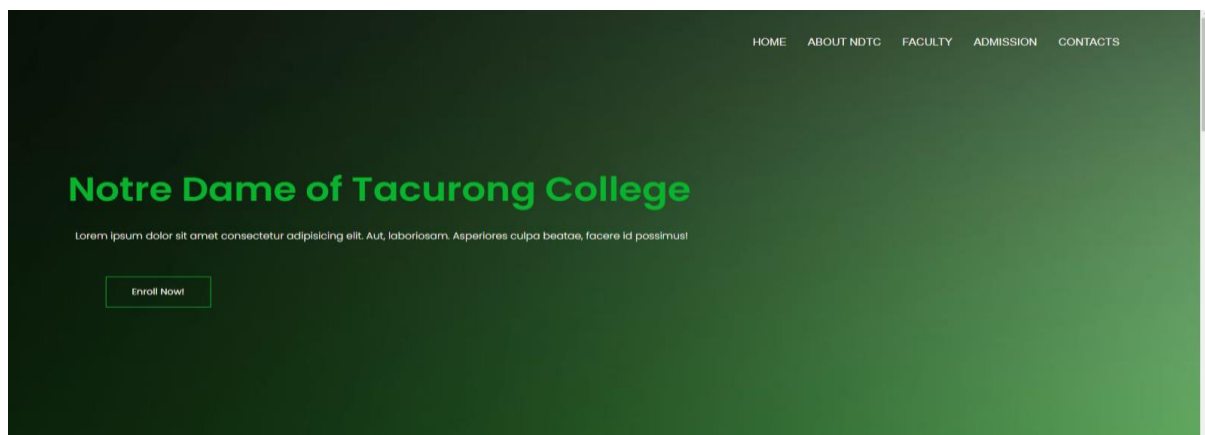 HOME ABOUT NDTC FACULTY ADMISSION CONTACTS
Notre Dame of Tacurong College
Lorem ipsum dolor sit amet consectetur adipisicing elit. Aut, laboriosam. Asperiores culpa beatae, facere id possimus!
Enroll Now!